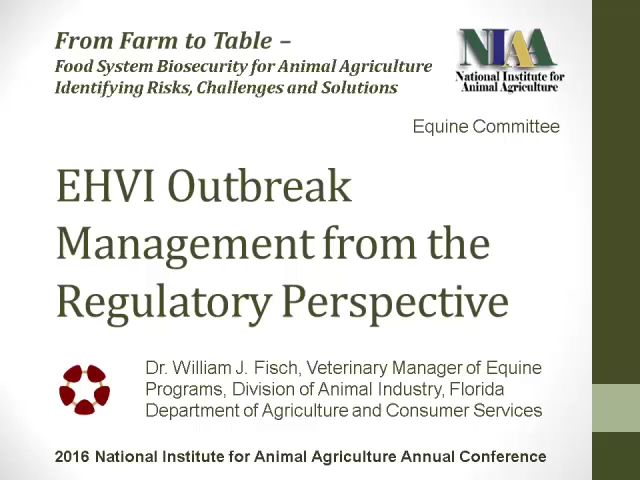 From Farm to Table –
Food System Biosecurity for Animal Agriculture
Identifying Risks, Challenges and Solutions
NIAA
National Institute for
Animal Agriculture
Equine Committee
EHVI Outbreak
Management from the
Regulatory Perspective
Dr. William J. Fisch, Veterinary Manager of Equine
Programs, Division of Animal Industry, Florida
Department of Agriculture and Consumer Services
2016 National Institute for Animal Agriculture Annual Conference